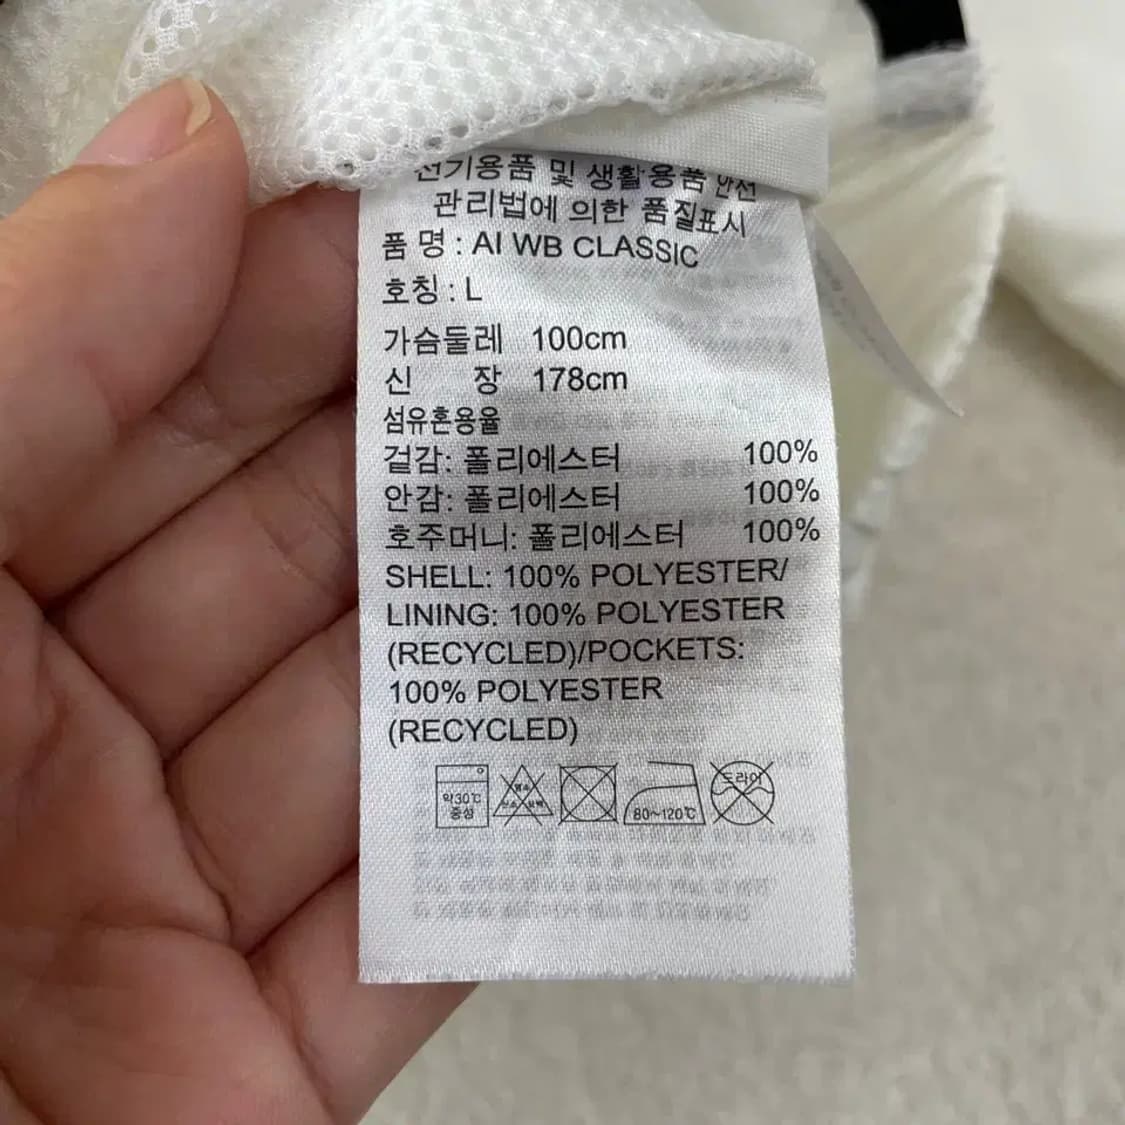 전기용품 및 생활용품 안전
관리법에 의한 품질표시
품 명 : AI WB CLASSIC
호칭 : L
가슴둘레 100cm
신 장 178cm
섬유혼용율
겉감: 폴리에스터 100%
안감: 폴리에스터 100%
호주머니: 폴리에스터 100%
SHELL: 100% POLYESTER/
LINING: 100% POLYESTER
(RECYCLED)/POCKETS:
100% POLYESTER
(RECYCLED)
약30℃
중성
80~120℃
드라이